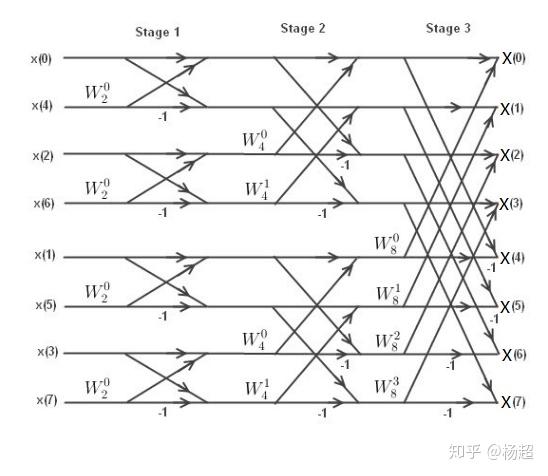 Stage 1 Stage 2 Stage 3
x(0) X(0)
W_2^0
x(4) -1 X(1)
W_4^0
x(2) -1 X(2)
W_2^0 W_4^1
x(6) -1 -1 X(3)
W_8^0
x(1) -1 X(4)
W_2^0 W_8^1
x(5) -1 -1 X(5)
W_4^0 W_8^2
x(3) -1 -1 X(6)
W_2^0 W_4^1 W_8^3
x(7) -1 -1 -1 X(7)
知乎 @杨超